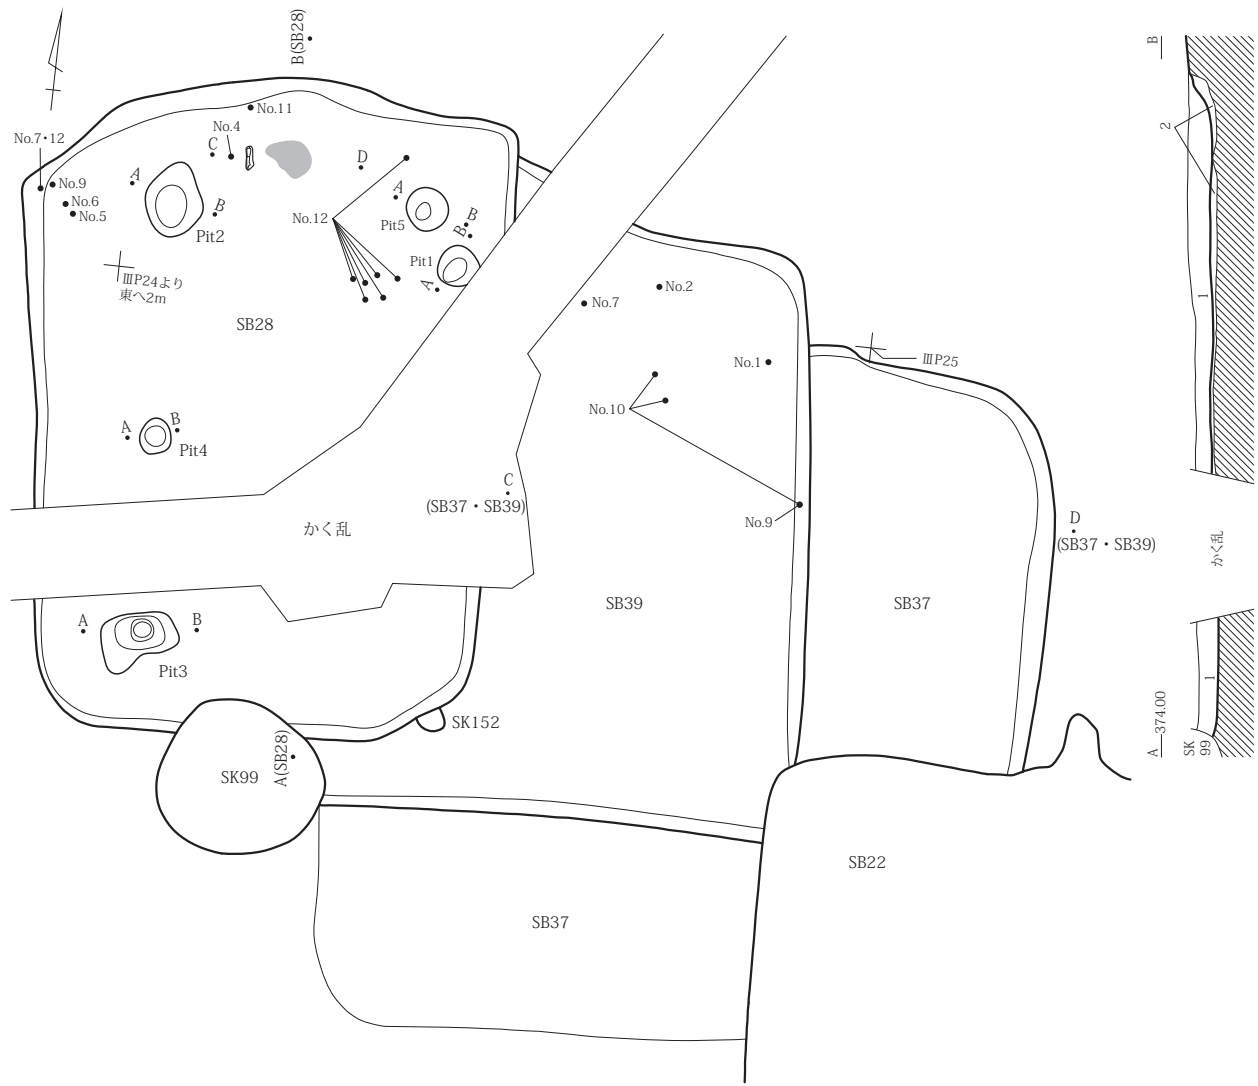 B(SB28)
B
No.11
No.4
No.7・12
C
D
2
A
No.9
A
No.6
B
B
No.5
No.12
Pit5
B
Pit2
Pit1
ⅢP24より
東へ2m
A
No.2
No.7
1
SB28
No.1
ⅢP25
No.10
A
B
Pit4
C
(SB37・SB39)
No.9
D
(SB37・SB39)
かく乱
かく乱
SB39
SB37
A
B
Pit3
1
SK152
A 374.00
SK
99
A(SB28)
SK99
SB22
SB37